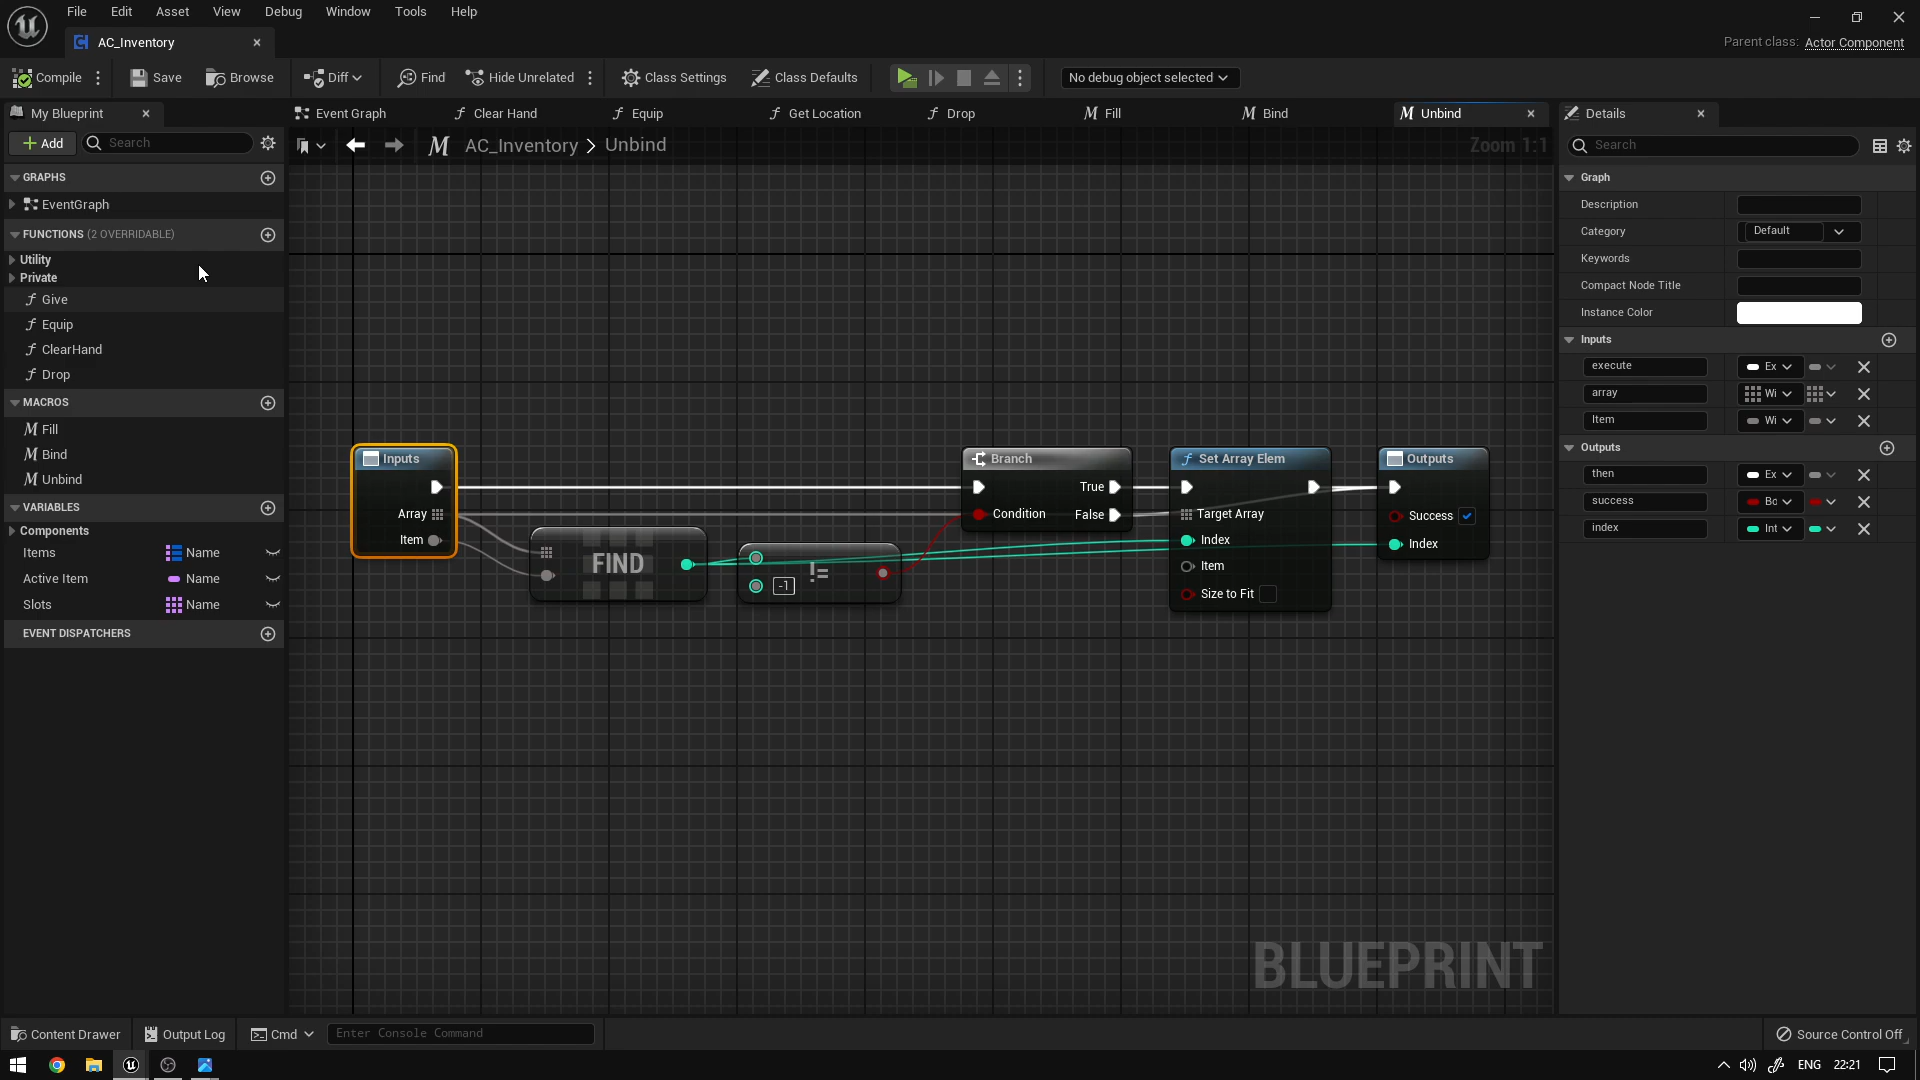 File Edit Asset View Debug Window Tools Help
AC_Inventory
Parent class: Actor Component
Compile Save Browse Diff Find Hide Unrelated Class Settings Class Defaults No debug object selected
My Blueprint
Event Graph Clear Hand Equip Get Location Drop Fill Bind Unbind
Details
Add Search
AC_Inventory > Unbind
Zoom 1:1
Search
GRAPHS
EventGraph
FUNCTIONS (2 OVERRIDABLE)
Utility
Private
Give
Equip
ClearHand
Drop
MACROS
Fill
Bind
Unbind
VARIABLES
Components
Items Name
Active Item Name
Slots Name
EVENT DISPATCHERS
Inputs
Array
Item
FIND
!=
-1
Branch
True
Condition False
Set Array Elem
Target Array
Index
Item
Size to Fit
Outputs
Success
Index
BLUEPRINT
Graph
Description
Category Default
Keywords
Compact Node Title
Instance Color
Inputs
execute Ex
array Wi
Item Wi
Outputs
then Ex
success Bo
index Int
Content Drawer Output Log Cmd Enter Console Command Source Control Off
ENG 22:21